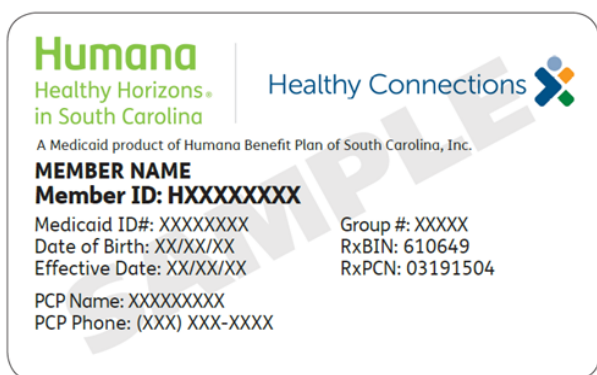 Humana
Healthy Horizons®
in South Carolina
Healthy Connections
A Medicaid product of Humana Benefit Plan of South Carolina, Inc.
MEMBER NAME
Member ID: HXXXXXXXX
Medicaid ID#: XXXXXXXX
Date of Birth: XX/XX/XX
Effective Date: XX/XX/XX
Group #: XXXXX
RxBIN: 610649
RxPCN: 03191504
PCP Name: XXXXXXXXX
PCP Phone: (XXX) XXX-XXXX
SAMPLE